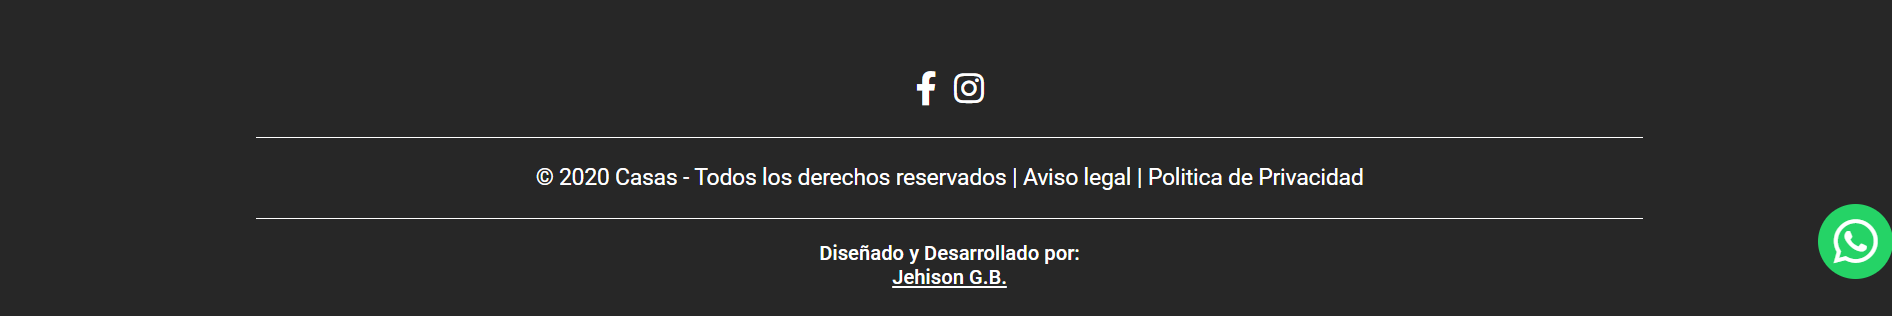 © 2020 Casas - Todos los derechos reservados | Aviso legal | Politica de Privacidad
Diseñado y Desarrollado por:
Jehison G.B.